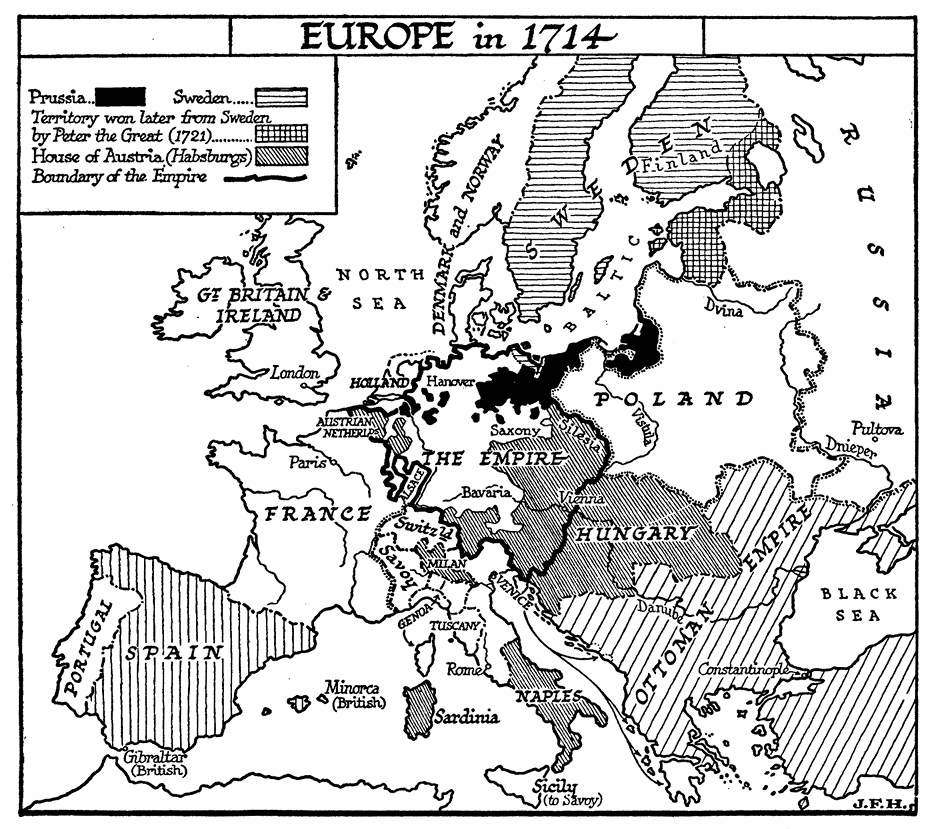 EUROPE in 1714
Prussia... Sweden.....
Territory won later from Sweden
by Peter the Great (1721)..........
House of Austria.(Habsburgs)
Boundary of the Empire
RUSSIA
SWEDEN
Finland
DENMARK and NORWAY
NORTH
SEA
BALTIC
GT BRITAIN &
IRELAND
London
Dvina
HOLLAND
Hanover
POLAND
Vistula
Pultova
Dnieper
AUSTRIAN
NETHERLDS
Saxony
Silesia
THE EMPIRE
Paris
ALSACE
Bavaria
Vienna
FRANCE
Switzld
HUNGARY
OTTOMAN EMPIRE
Savoy
MILAN
VENICE
BLACK
SEA
Danube
GENOA
TUSCANY
PORTUGAL
SPAIN
Rome
Constantinople
NAPLES
Minorca
(British)
Sardinia
Gibraltar
(British)
Sicily
(to Savoy)
J.F.H.